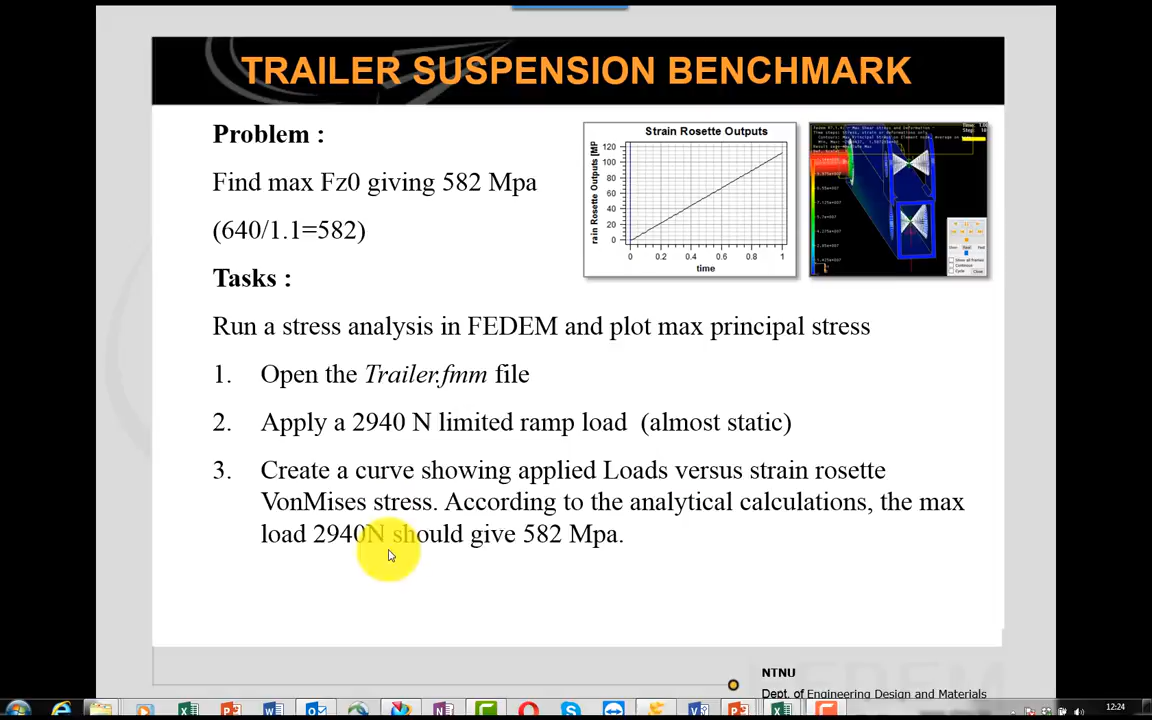 TRAILER SUSPENSION BENCHMARK
Problem :
Find max Fz0 giving 582 Mpa
(640/1.1=582)
Tasks :
Run a stress analysis in FEDEM and plot max principal stress
1. Open the Trailer.fmm file
2. Apply a 2940 N limited ramp load (almost static)
3. Create a curve showing applied Loads versus strain rosette
VonMises stress. According to the analytical calculations, the max
load 2940N should give 582 Mpa.
Strain Rosette Outputs
rain Rosette Outputs [MP
120
100
80
60
40
20
0
0 0.2 0.4 0.6 0.8 1
time
NTNU
Dept. of Engineering Design and Materials
12:24